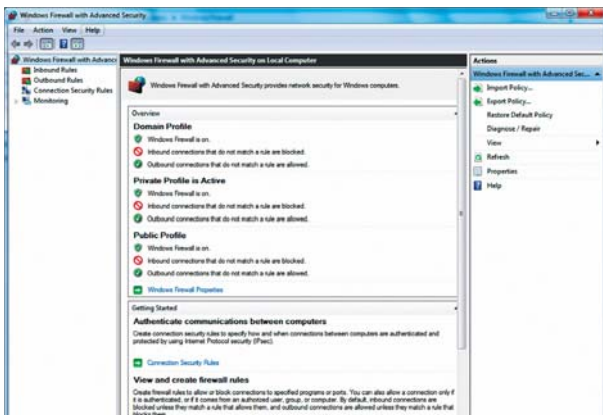 Windows Firewall with Advanced Security
File Action View Help
Windows Firewall with Advanc
Inbound Rules
Outbound Rules
Connection Security Rules
Monitoring
Windows Firewall with Advanced Security on Local Computer
Windows Firewall with Advanced Security provides network security for Windows computers.
Overview
Domain Profile
Windows Firewall is on.
Inbound connections that do not match a rule are blocked.
Outbound connections that do not match a rule are allowed.
Private Profile is Active
Windows Firewall is on.
Inbound connections that do not match a rule are blocked.
Outbound connections that do not match a rule are allowed.
Public Profile
Windows Firewall is on.
Inbound connections that do not match a rule are blocked.
Outbound connections that do not match a rule are allowed.
Windows Firewall Properties
Getting Started
Authenticate communications between computers
Create connection security rules to specify how and when connections between computers are authenticated and
protected by using Internet Protocol security (IPsec).
Connection Security Rules
View and create firewall rules
Create firewall rules to allow or block connections to specified programs or ports. You can also allow a connection only if
it is authenticated, or if it comes from an authorized user, group, or computer. By default, inbound connections are
blocked unless they match a rule that allows them, and outbound connections are allowed unless they match a rule that
blocks them.
Actions
Windows Firewall with Advanced Sec...
Import Policy...
Export Policy...
Restore Default Policy
Diagnose / Repair
View
Refresh
Properties
Help